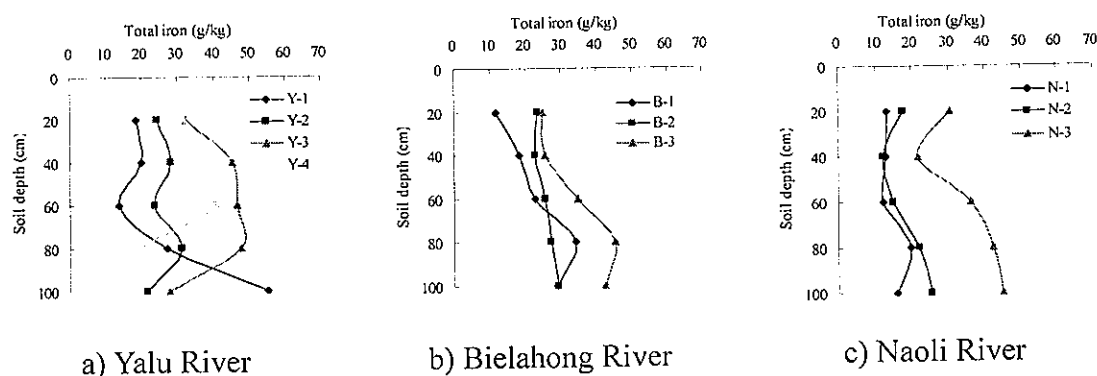 Total iron (g/kg)
0 10 20 30 40 50 60 70
0
20
40
60
80
100
Soil depth (cm)
Y-1
Y-2
Y-3
Y-4
a) Yalu River
Total iron (g/kg)
0 10 20 30 40 50 60 70
0
20
40
60
80
100
Soil depth (cm)
B-1
B-2
B-3
b) Bielahong River
Total iron (g/kg)
0 10 20 30 40 50 60 70
0
20
40
60
80
100
Soil depth (cm)
N-1
N-2
N-3
c) Naoli River